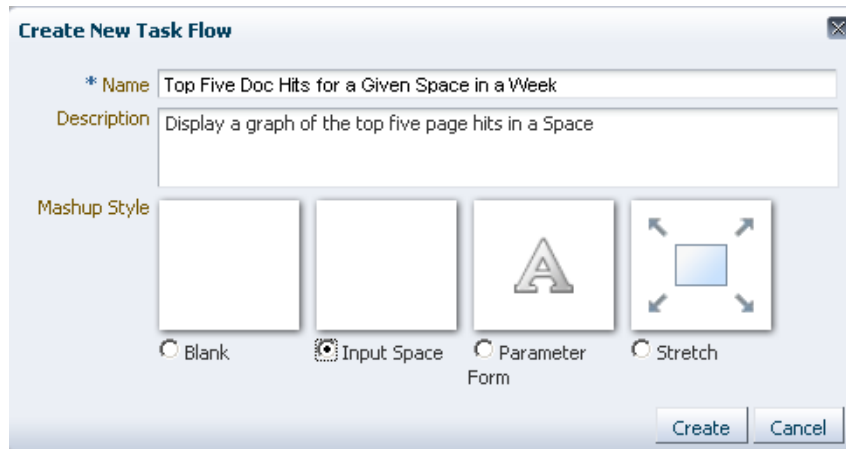 Create New Task Flow
* Name Top Five Doc Hits for a Given Space in a Week
Description Display a graph of the top five page hits in a Space
Mashup Style
A
Blank Input Space Parameter Form Stretch
Create Cancel